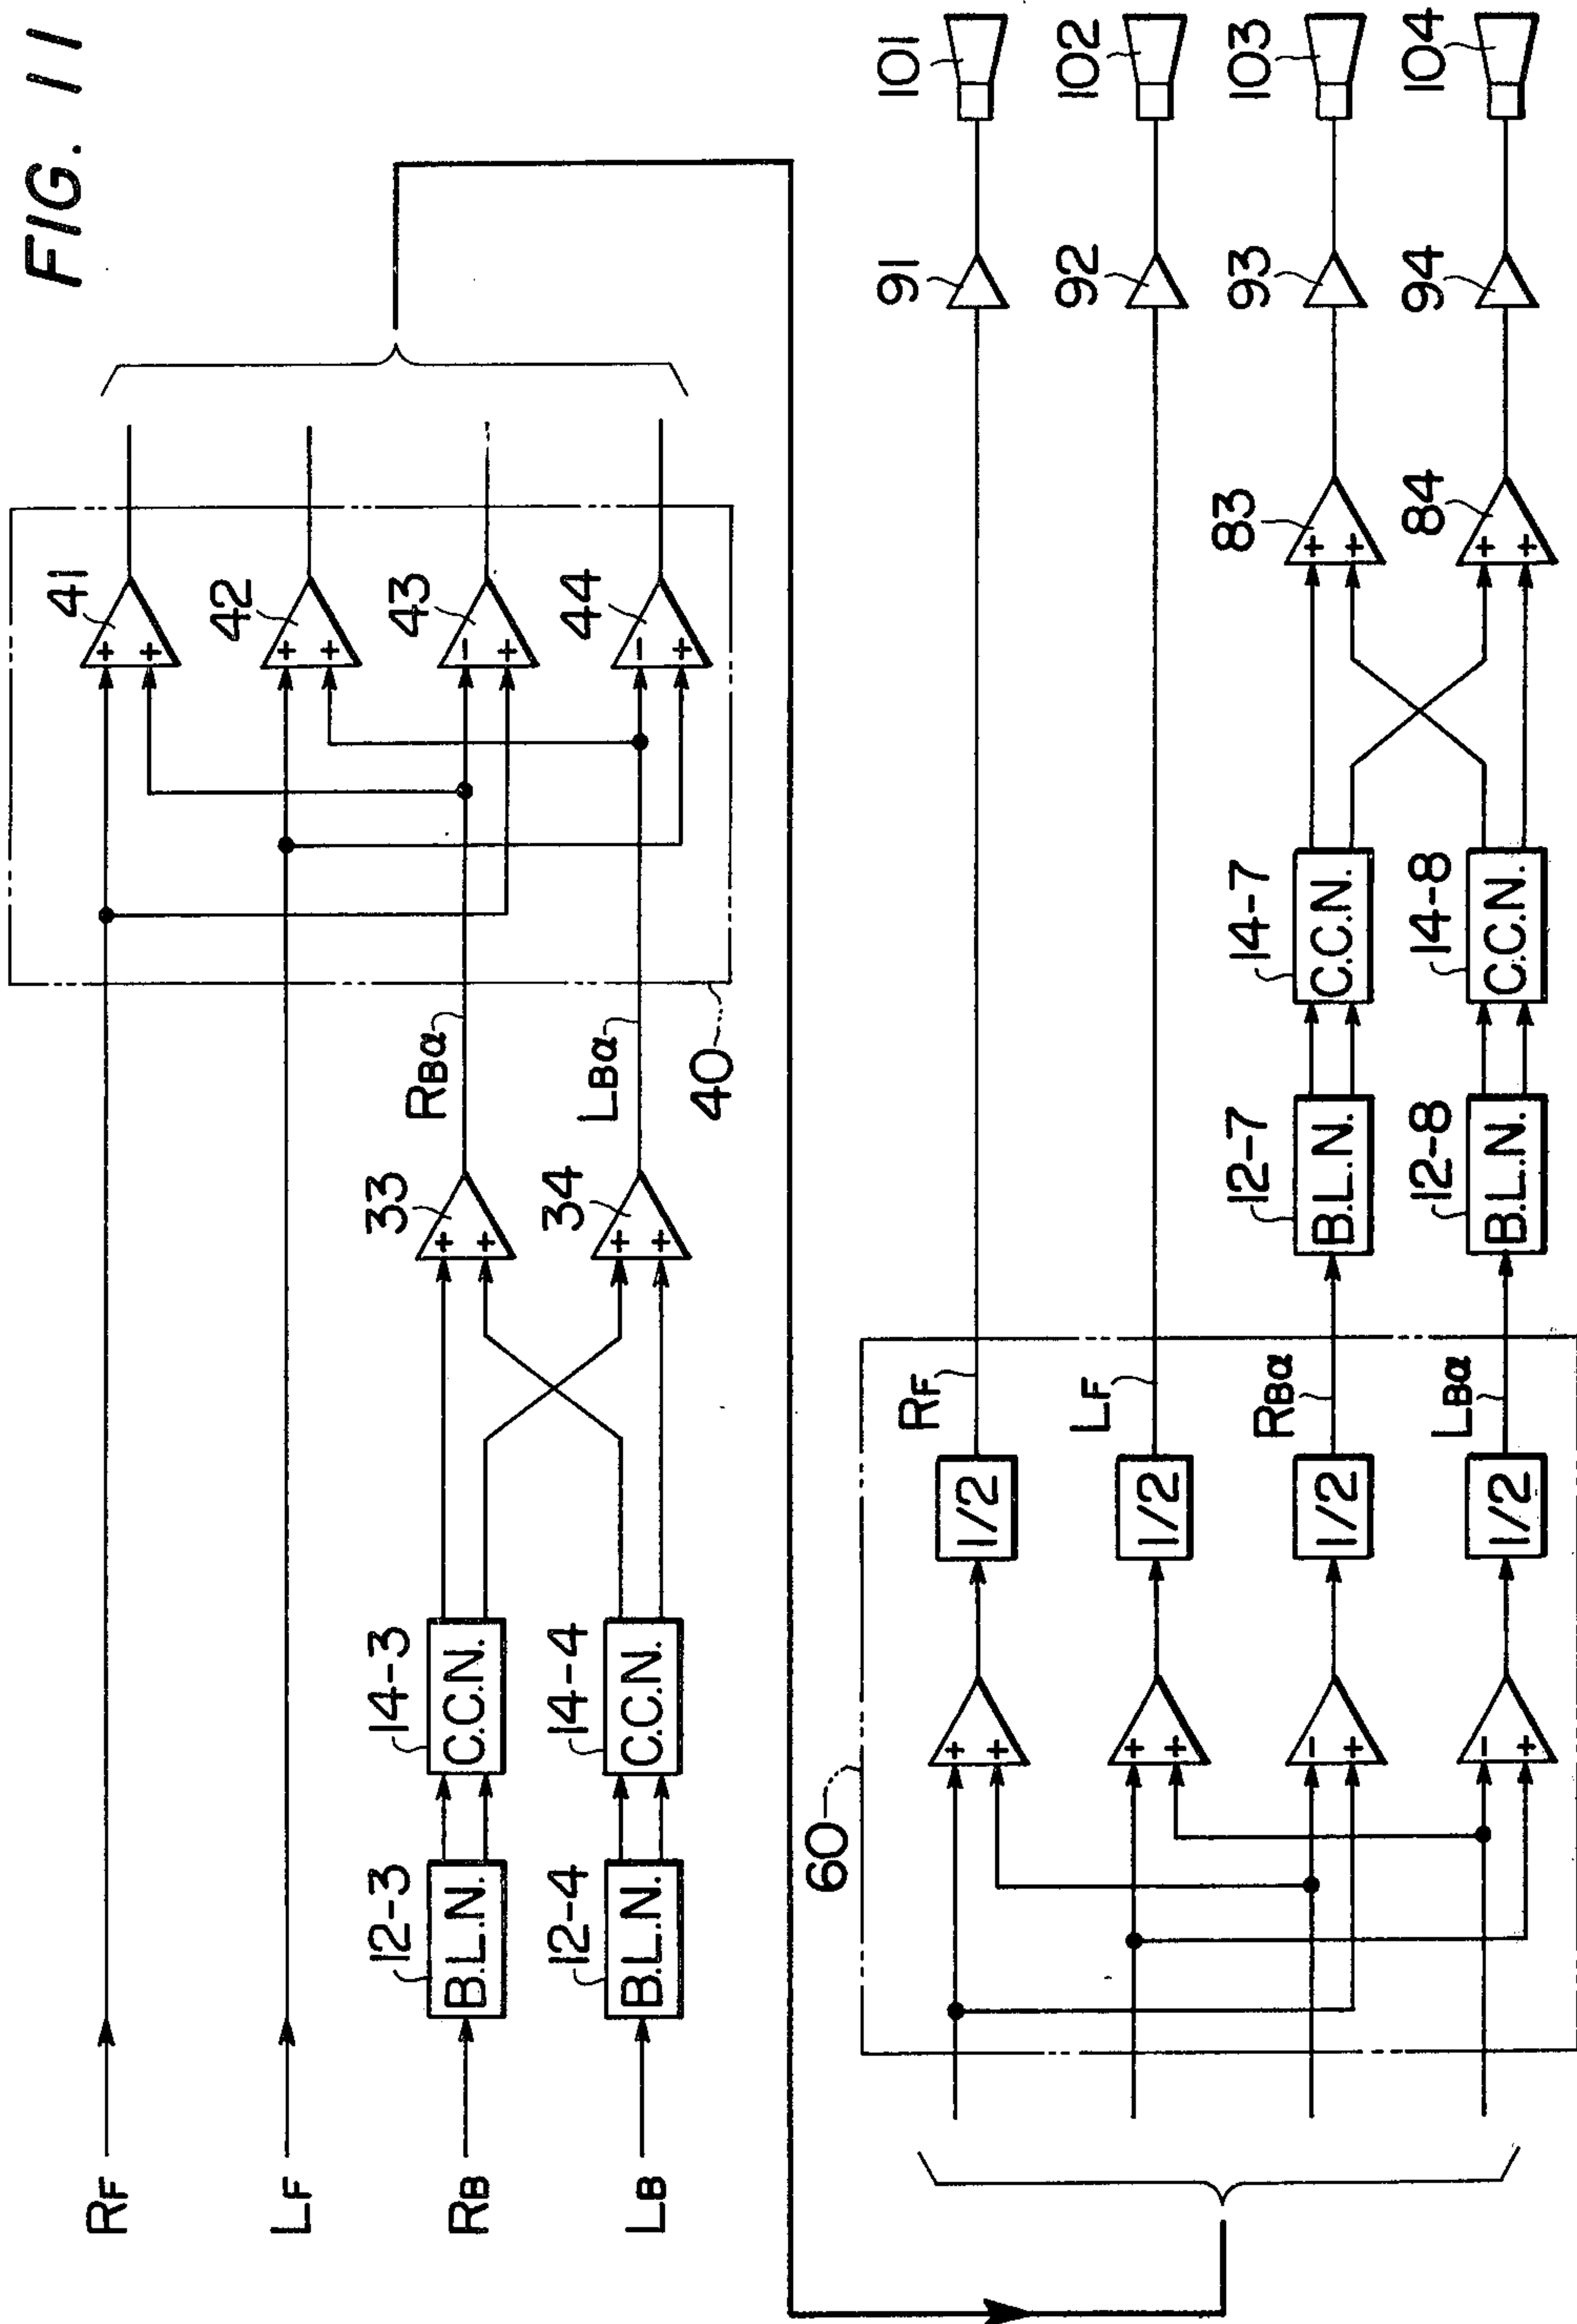 FIG. 11
RF
LF
RB
LB
12-3
B.L.N.
14-3
C.C.N.
12-4
B.L.N.
14-4
C.C.N.
33
+
+
34
+
+
RBα
LBα
40
41
+
+
42
+
+
43
−
+
44
−
+
60
+
+
+
+
−
+
−
+
1/2
1/2
1/2
1/2
RF
LF
RBα
LBα
12-7
B.L.N.
14-7
C.C.N.
12-8
B.L.N.
14-8
C.C.N.
83
+
+
84
+
+
91
92
93
94
101
102
103
104